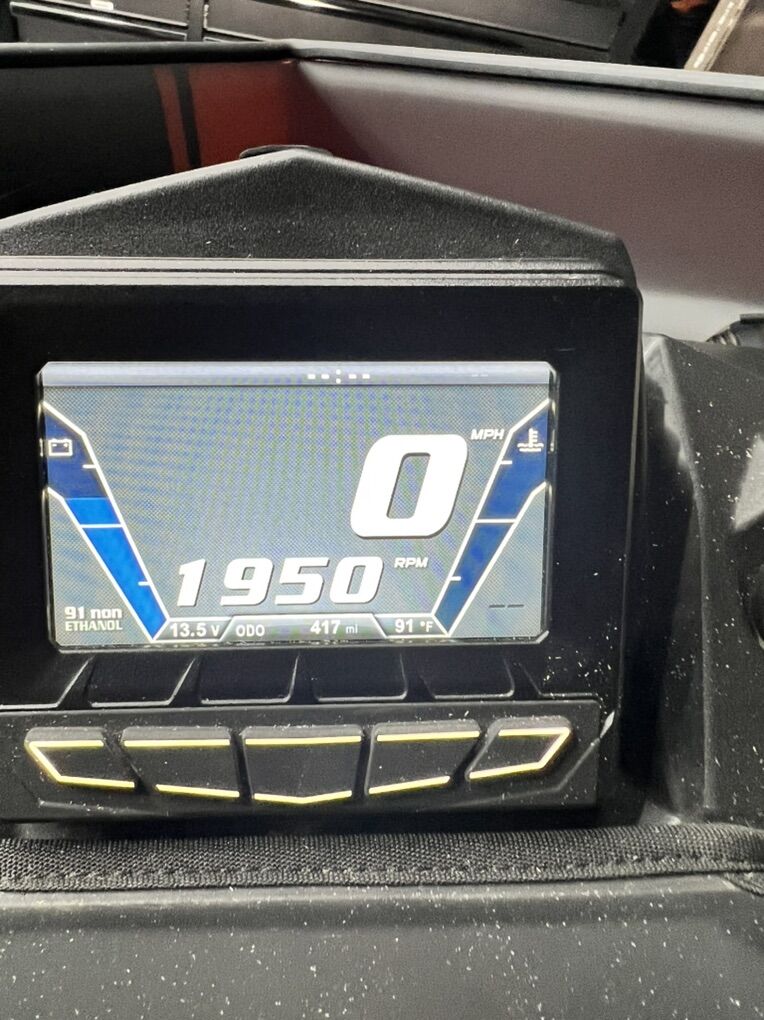 --:--
0 MPH
1950 RPM
91 non
ETHANOL
--
13.5 V ODO 417 mi 91 °F